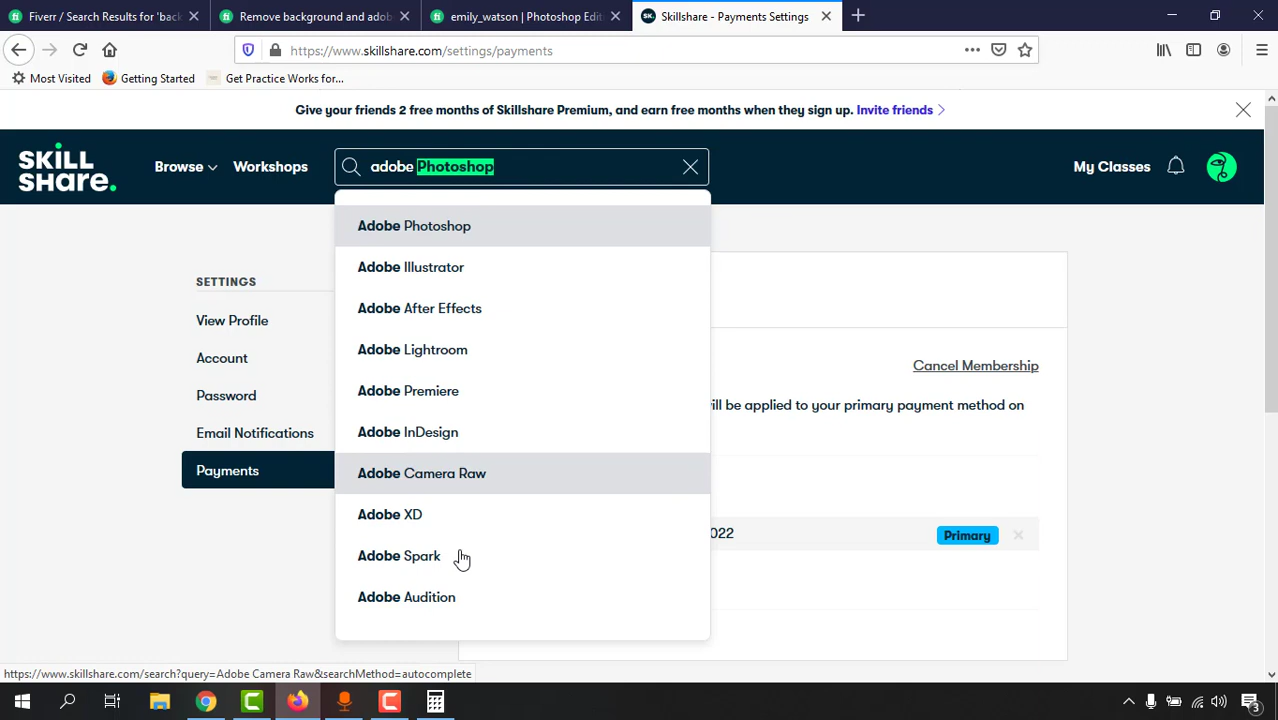 Fiverr / Search Results for 'back
Remove background and adob
emily_watson | Photoshop Edit
SK. Skillshare - Payments Settings
https://www.skillshare.com/settings/payments
Most Visited
Getting Started
Get Practice Works for...
Give your friends 2 free months of Skillshare Premium, and earn free months when they sign up. Invite friends
SKILL
SHARE.
Browse
Workshops
adobe Photoshop
My Classes
Adobe Photoshop
Adobe Illustrator
Adobe After Effects
Adobe Lightroom
Adobe Premiere
Adobe InDesign
Adobe Camera Raw
Adobe XD
Adobe Spark
Adobe Audition
SETTINGS
View Profile
Account
Password
Email Notifications
Payments
Cancel Membership
ill be applied to your primary payment method on
022
Primary
https://www.skillshare.com/search?query=Adobe Camera Raw&searchMethod=autocomplete
3